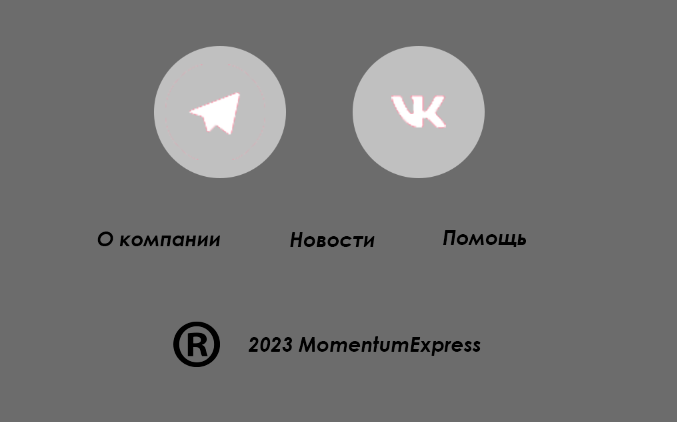 О компании Новости Помощь
® 2023 MomentumExpress